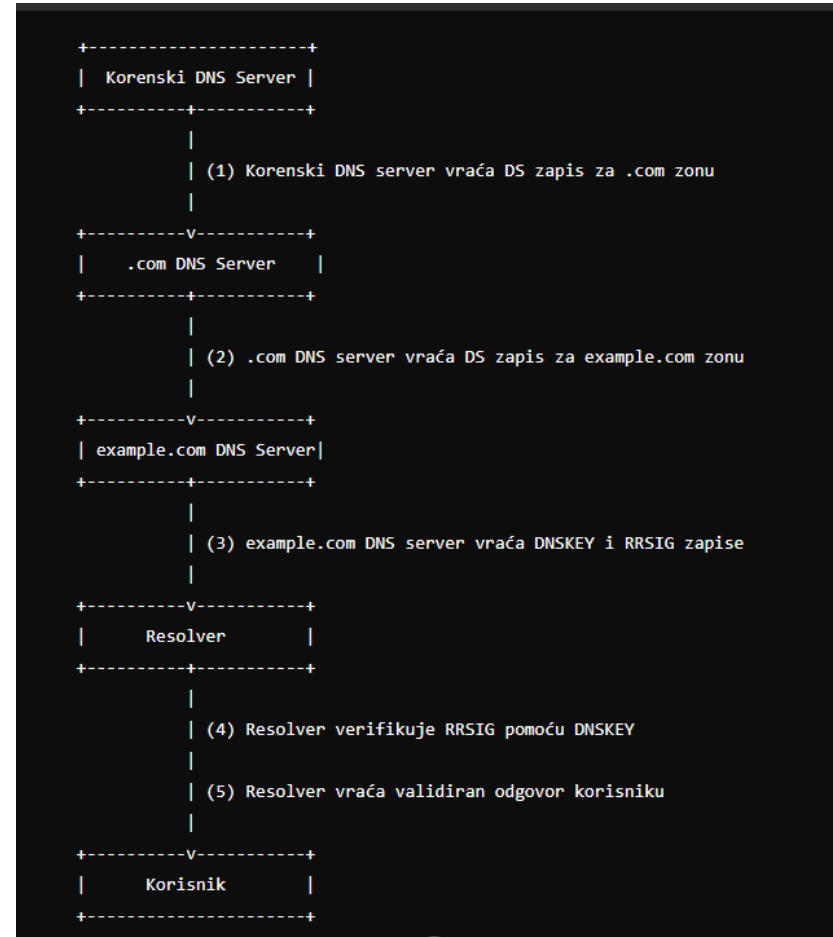 +----------------------+
|  Korenski DNS Server |
+----------+-----------+
           |
           | (1) Korenski DNS server vraća DS zapis za .com zonu
           |
+----------v-----------+
|    .com DNS Server    |
+----------+-----------+
           |
           | (2) .com DNS server vraća DS zapis za example.com zonu
           |
+----------v-----------+
| example.com DNS Server|
+----------+-----------+
           |
           | (3) example.com DNS server vraća DNSKEY i RRSIG zapise
           |
+----------v-----------+
|      Resolver        |
+----------+-----------+
           |
           | (4) Resolver verifikuje RRSIG pomoću DNSKEY
           |
           | (5) Resolver vraća validiran odgovor korisniku
           |
+----------v-----------+
|      Korisnik        |
+----------------------+